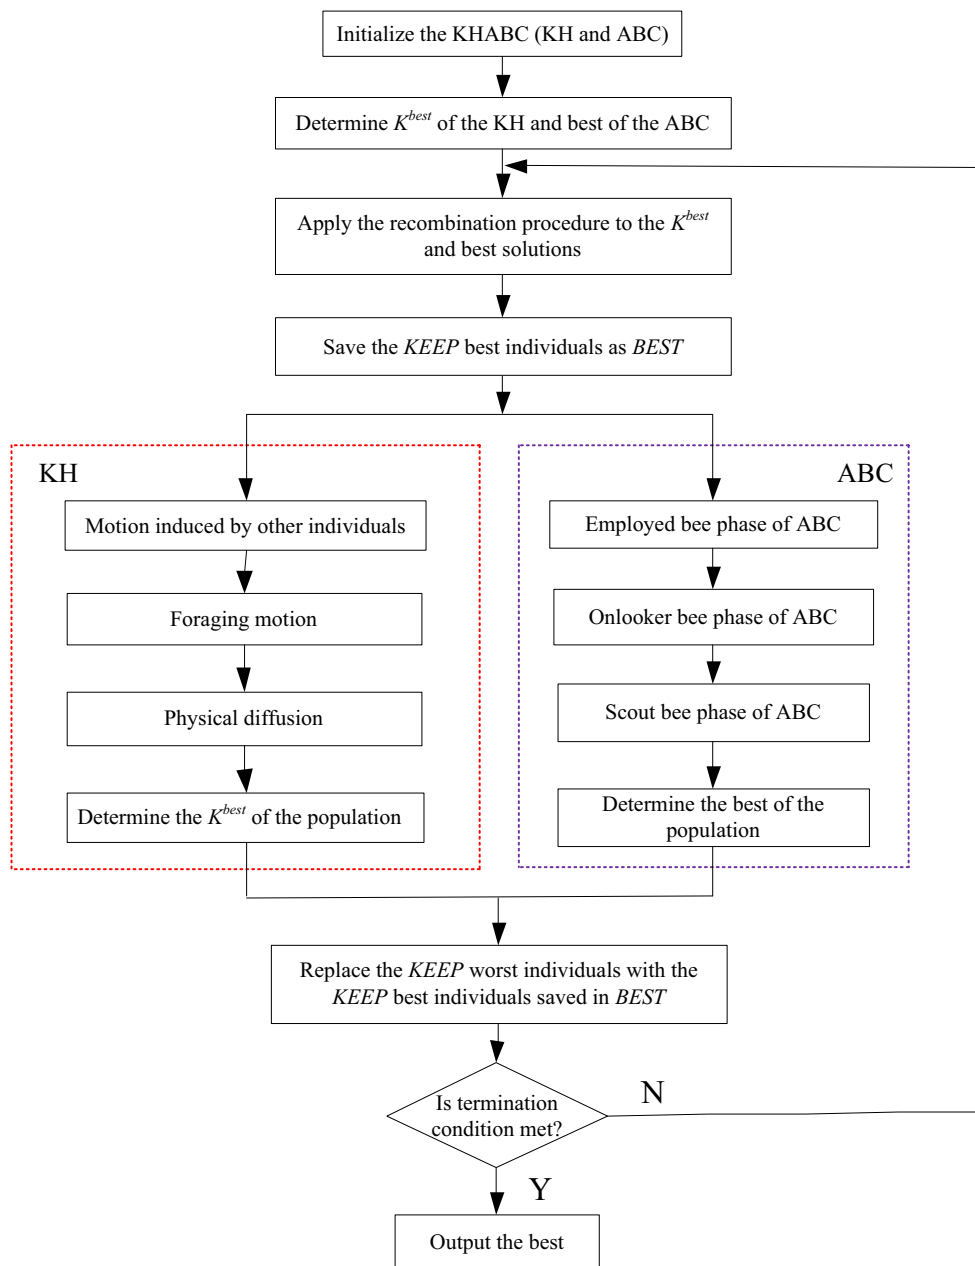 Initialize the KHABC (KH and ABC)
Determine K^best of the KH and best of the ABC
Apply the recombination procedure to the K^best
and best solutions
Save the KEEP best individuals as BEST
KH
Motion induced by other individuals
Foraging motion
Physical diffusion
Determine the K^best of the population
ABC
Employed bee phase of ABC
Onlooker bee phase of ABC
Scout bee phase of ABC
Determine the best of the
population
Replace the KEEP worst individuals with the
KEEP best individuals saved in BEST
Is termination
condition met?
N
Y
Output the best